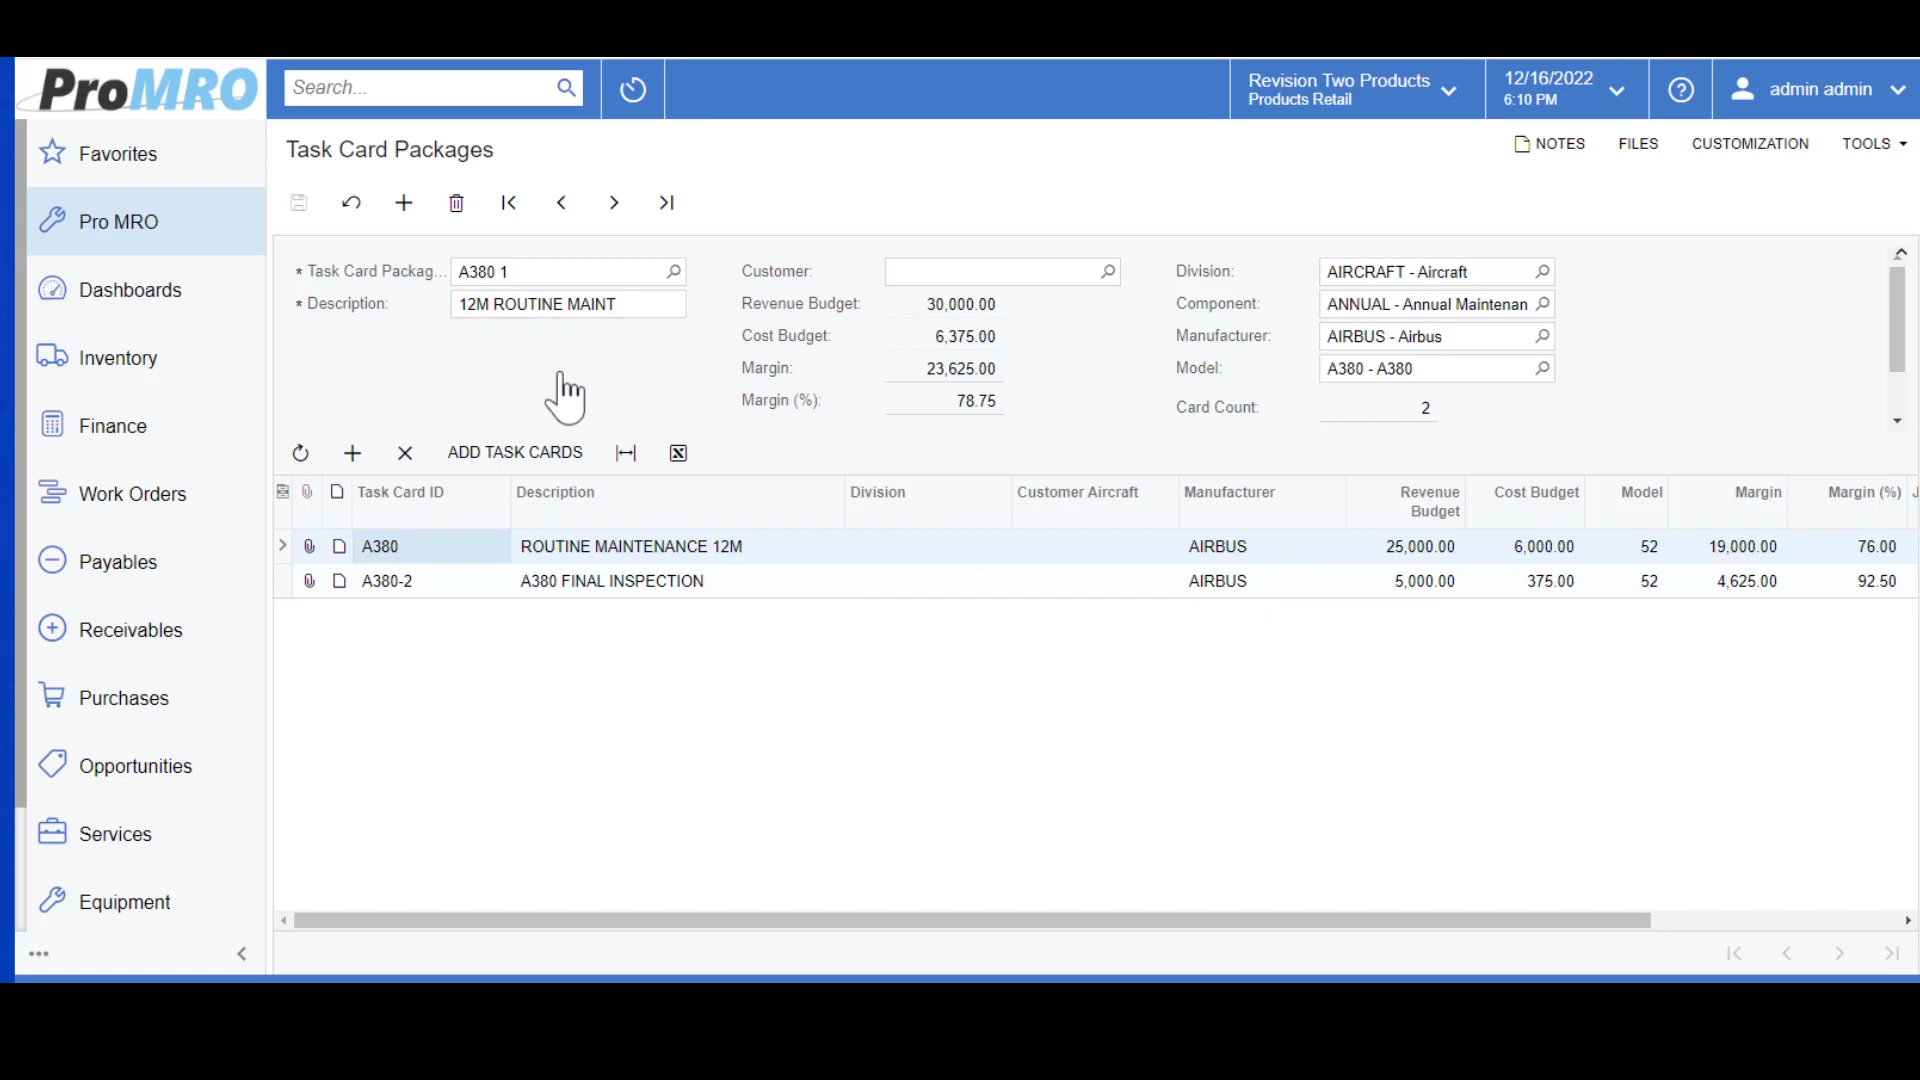 ProMRO
Search...
Revision Two Products
Products Retail
12/16/2022
6:10 PM
admin admin
Favorites
Pro MRO
Dashboards
Inventory
Finance
Work Orders
Payables
Receivables
Purchases
Opportunities
Services
Equipment
Task Card Packages
NOTES
FILES
CUSTOMIZATION
TOOLS
* Task Card Packag... A380 1
* Description: 12M ROUTINE MAINT
Customer:
Revenue Budget: 30,000.00
Cost Budget: 6,375.00
Margin: 23,625.00
Margin (%): 78.75
Division: AIRCRAFT - Aircraft
Component: ANNUAL - Annual Maintenan
Manufacturer: AIRBUS - Airbus
Model: A380 - A380
Card Count: 2
ADD TASK CARDS
Task Card ID Description Division Customer Aircraft Manufacturer Revenue Budget Cost Budget Model Margin Margin (%) J
A380 ROUTINE MAINTENANCE 12M AIRBUS 25,000.00 6,000.00 52 19,000.00 76.00
A380-2 A380 FINAL INSPECTION AIRBUS 5,000.00 375.00 52 4,625.00 92.50